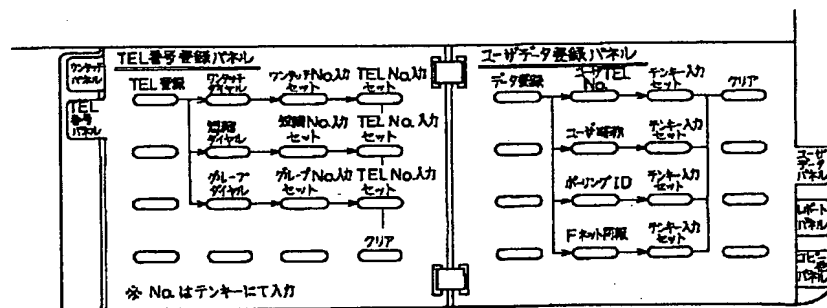 TEL番号登録パネル
ワンタッチ
パネル
TEL
番号
パネル
TEL登録
ワンタッチ
ダイヤル
ワンタッチNo.入力
セット
TEL No.入力
セット
短縮
ダイヤル
短縮No.入力
セット
TEL No.入力
セット
グループ
ダイヤル
グループNo.入力
セット
TEL No.入力
セット
クリア
※ No.はテンキーにて入力
ユーザデータ登録パネル
データ登録
ユーザTEL
No.
テンキー入力
セット
クリア
ユーザ略称
テンキー入力
セット
ポーリングID
テンキー入力
セット
Fネット同報
テンキー入力
セット
ユーザ
データ
パネル
レポート
パネル
コピー
パネル